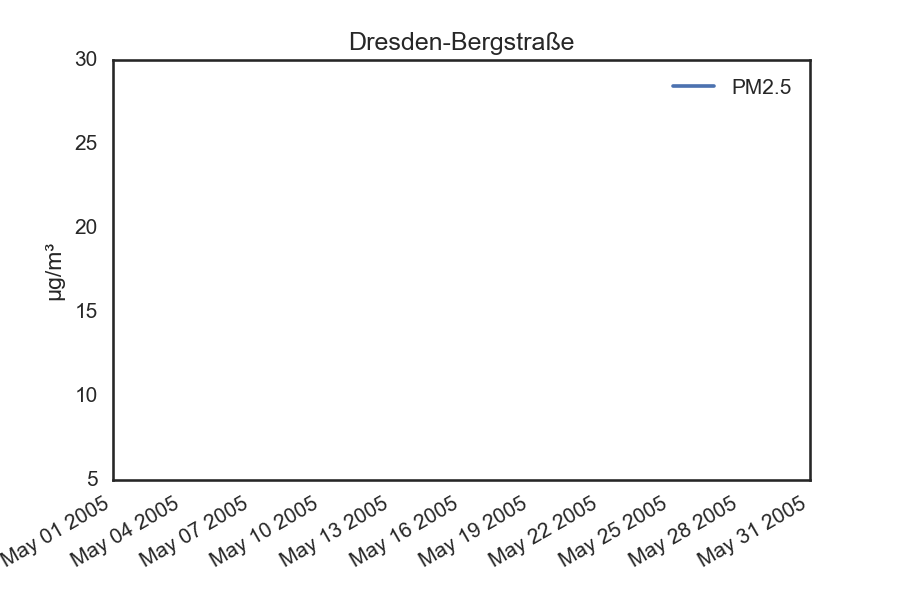 Dresden-Bergstraße
30
25
20
15
10
5
µg/m³
PM2.5
May 01 2005
May 04 2005
May 07 2005
May 10 2005
May 13 2005
May 16 2005
May 19 2005
May 22 2005
May 25 2005
May 28 2005
May 31 2005